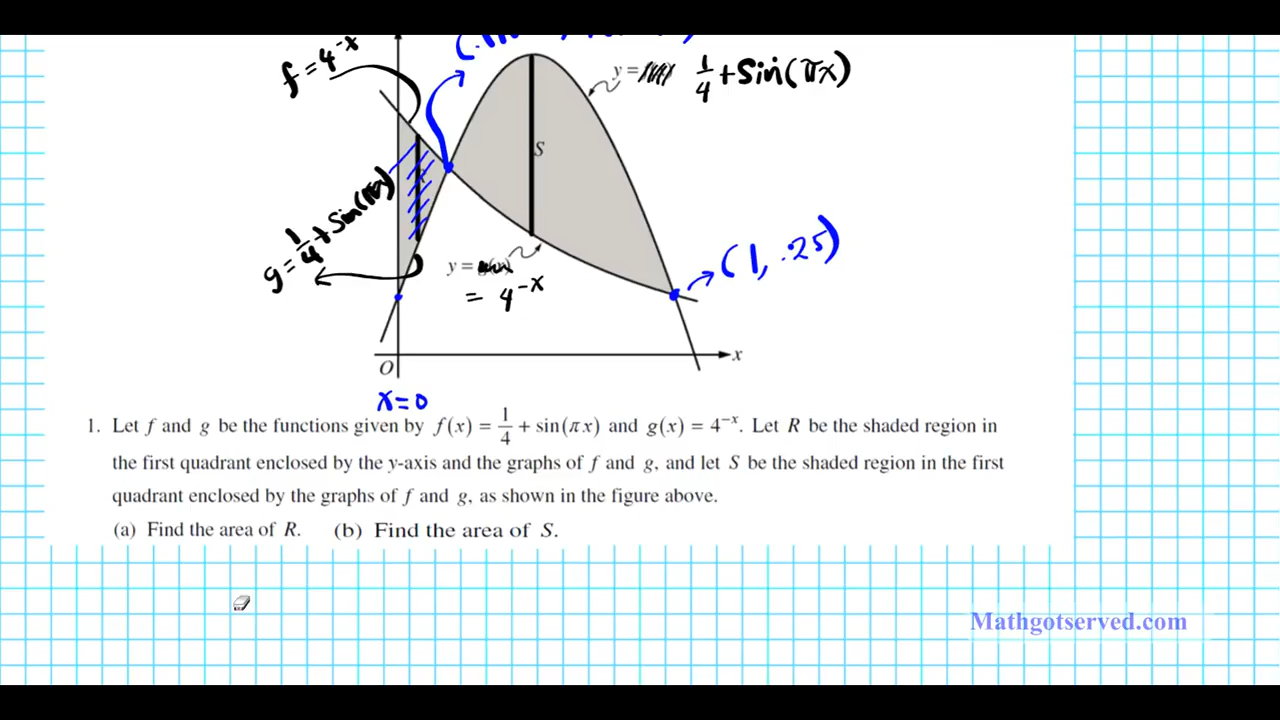 f = 4^-x
y = 1/4 + Sin(πx)
S
g = 1/4 + Sin(πx)
(1, .25)
y =
= 4^-x
O
x
x=0
1. Let f and g be the functions given by f(x) = 1/4 + sin(πx) and g(x) = 4^-x. Let R be the shaded region in
the first quadrant enclosed by the y-axis and the graphs of f and g, and let S be the shaded region in the first
quadrant enclosed by the graphs of f and g, as shown in the figure above.
(a) Find the area of R. (b) Find the area of S.
Mathgotserved.com